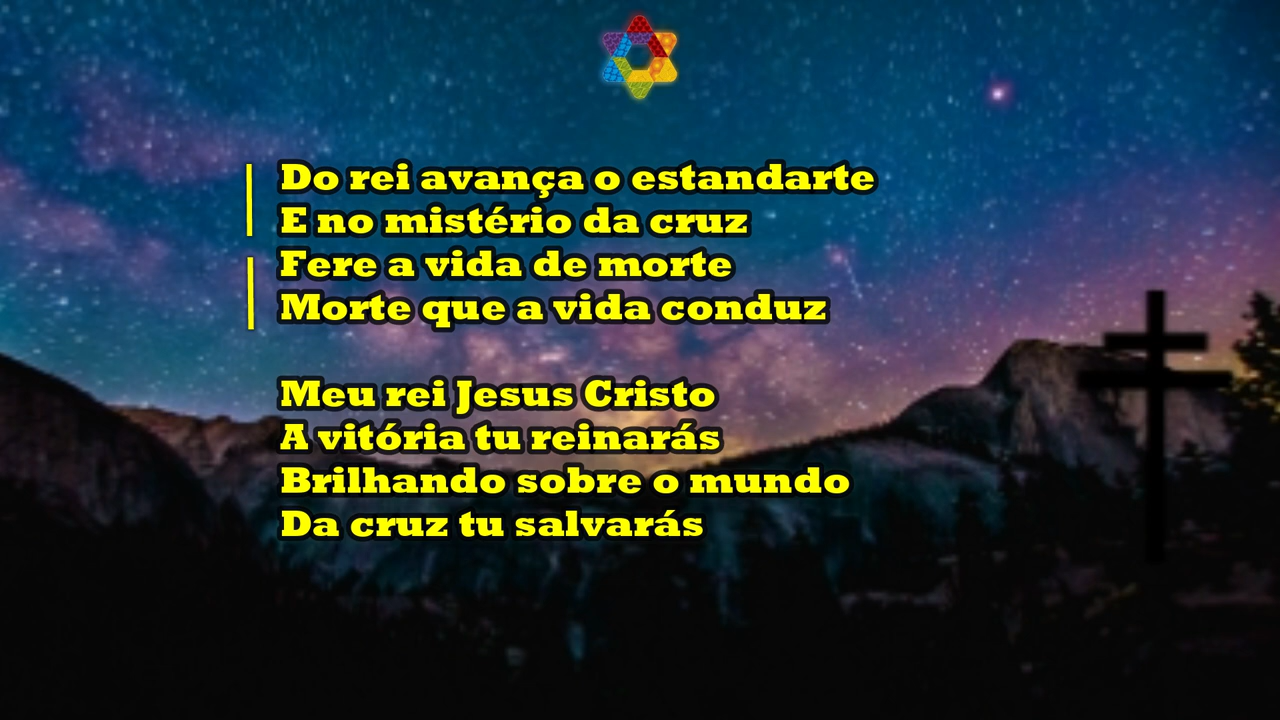 Do rei avança o estandarte
E no mistério da cruz
Fere a vida de morte
Morte que a vida conduz
Meu rei Jesus Cristo
A vitória tu reinarás
Brilhando sobre o mundo
Da cruz tu salvarás